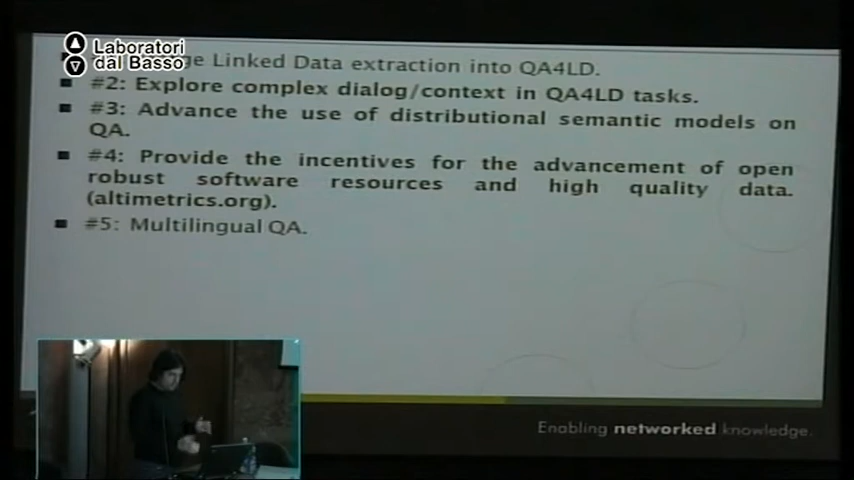 Laboratori
dal Basso
Linked Data extraction into QA4LD.
#2: Explore complex dialog/context in QA4LD tasks.
#3: Advance the use of distributional semantic models on
QA.
#4: Provide the incentives for the advancement of open
robust software resources and high quality data.
(altimetrics.org).
#5: Multilingual QA.
Enabling networked knowledge.